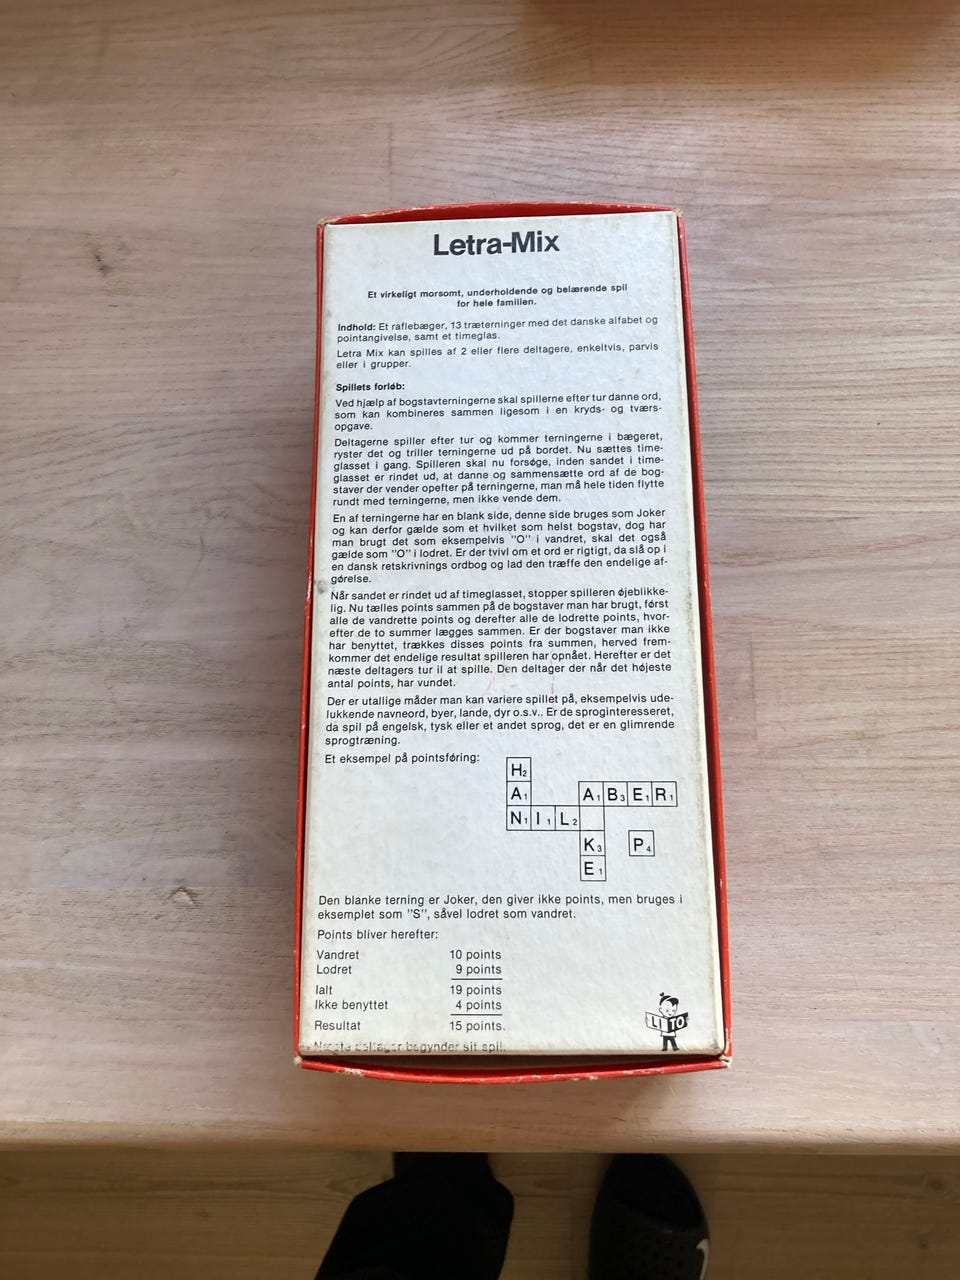 Letra-Mix
Et virkeligt morsomt, underholdende og belærende spil
for hele familien.
Indhold: Et raflebæger, 13 træterninger med det danske alfabet og
pointangivelse, samt et timeglas.
Letra Mix kan spilles af 2 eller flere deltagere, enkeltvis, parvis
eller i grupper.
Spillets forløb:
Ved hjælp af bogstavterningerne skal spillerne efter tur danne ord,
som kan kombineres sammen ligesom i en kryds- og tværs-
opgave.
Deltagerne spiller efter tur og kommer terningerne i bægeret,
ryster det og triller terningerne ud på bordet. Nu sættes time-
glasset i gang. Spilleren skal nu forsøge, inden sandet i time-
glasset er rindet ud, at danne og sammensætte ord af de bog-
staver der vender opefter på terningerne, man må hele tiden flytte
rundt med terningerne, men ikke vende dem.
En af terningerne har en blank side, denne side bruges som Joker
og kan derfor gælde som et hvilket som helst bogstav, dog har
man brugt det som eksempelvis "O" i vandret, skal det også
gælde som "O" i lodret. Er der tvivl om et ord er rigtigt, da slå op i
en dansk retskrivnings ordbog og lad den træffe den endelige af-
gørelse.
Når sandet er rindet ud af timeglasset, stopper spilleren øjeblikke-
lig. Nu tælles points sammen på de bogstaver man har brugt, først
alle de vandrette points og derefter alle de lodrette points, hvor-
efter de to summer lægges sammen. Er der bogstaver man ikke
har benyttet, trækkes disses points fra summen, herved frem-
kommer det endelige resultat spilleren har opnået. Herefter er det
næste deltagers tur il at spille. Den deltager der når det højeste
antal points, har vundet.
Der er utallige måder man kan variere spillet på, eksempelvis ude-
lukkende navneord, byer, lande, dyr o.s.v.. Er de sproginteresseret,
da spil på engelsk, tysk eller et andet sprog, det er en glimrende
sprogtræning.
Et eksempel på pointsføring:
H2
A1 A1 B3 E1 R1
N1 I1 L2
K3 P4
E1
Den blanke terning er Joker, den giver ikke points, men bruges i
eksemplet som "S", såvel lodret som vandret.
Points bliver herefter:
Vandret 10 points
Lodret 9 points
Ialt 19 points
Ikke benyttet 4 points
Resultat 15 points.
Næste deltager begynder sit spil.
LITO